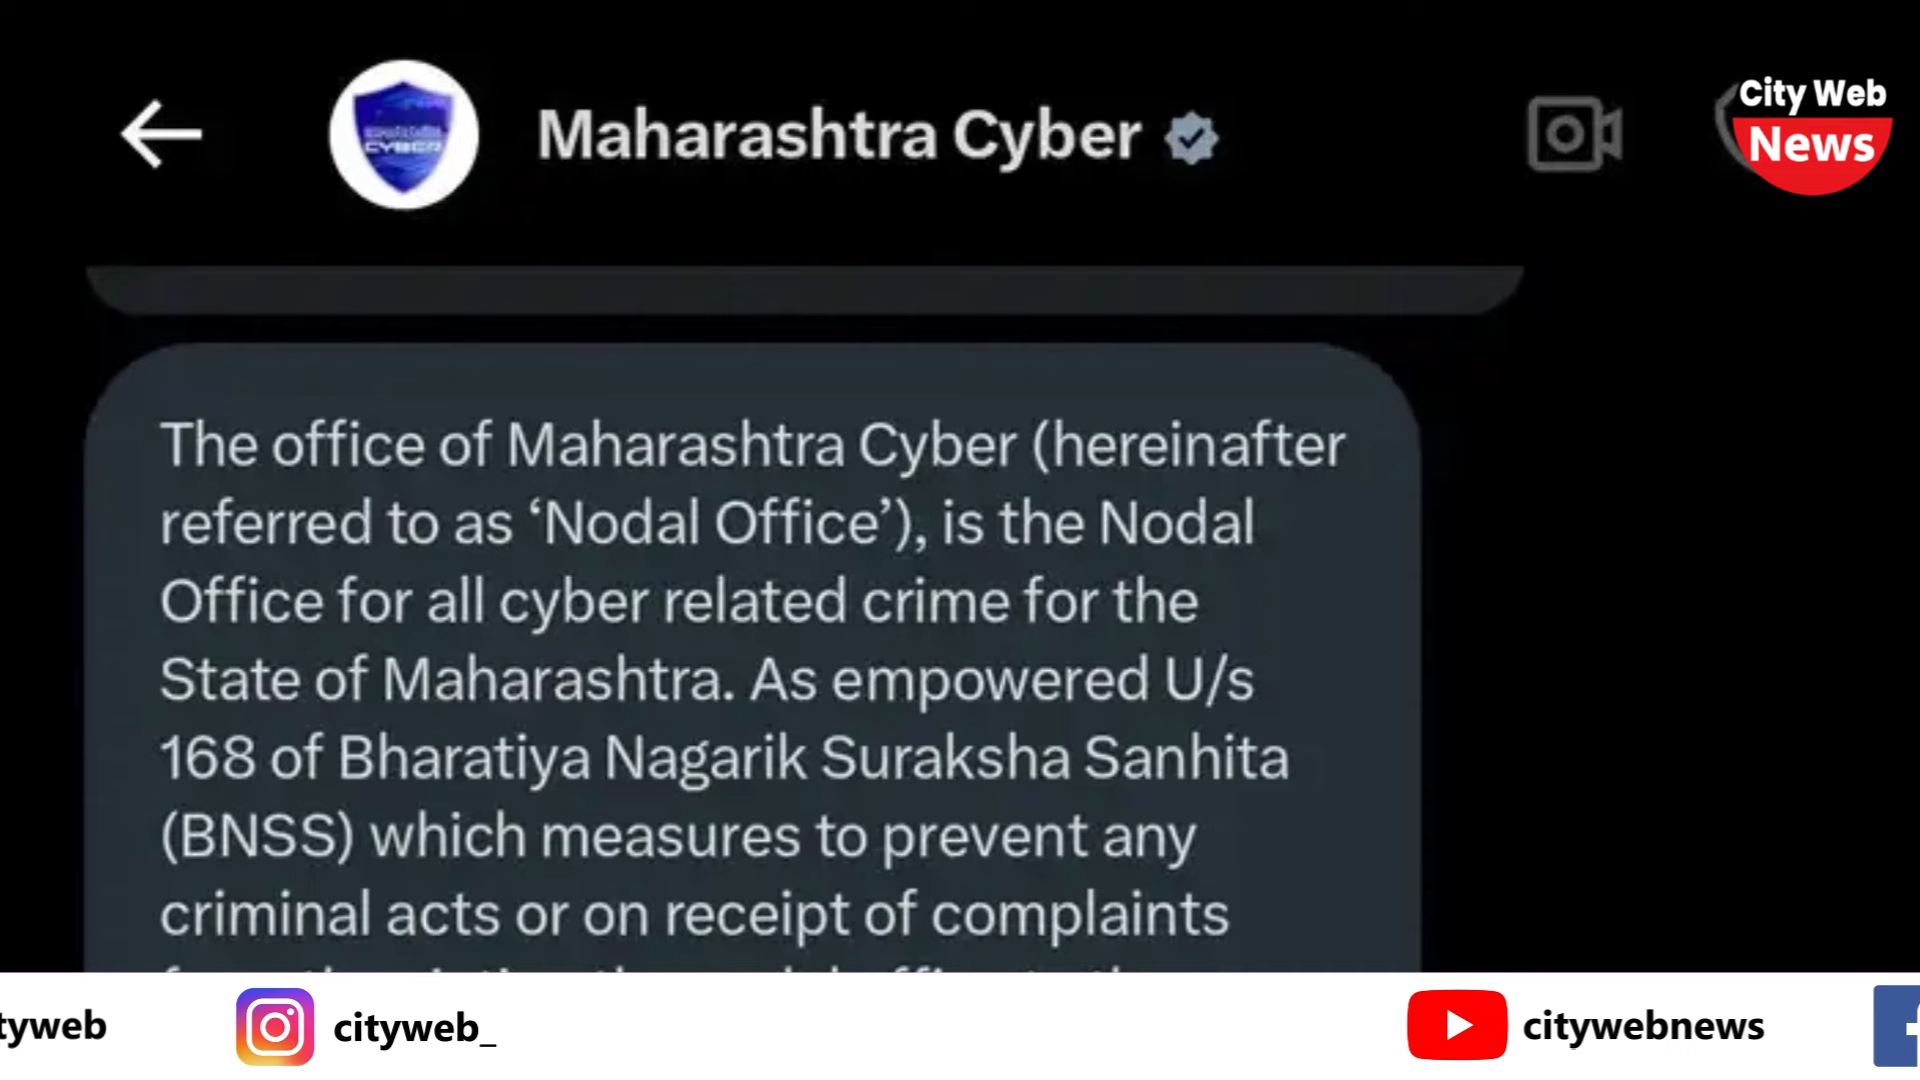 City Web
News
Maharashtra Cyber
CYBER
The office of Maharashtra Cyber (hereinafter
referred to as ‘Nodal Office’), is the Nodal
Office for all cyber related crime for the
State of Maharashtra. As empowered U/s
168 of Bharatiya Nagarik Suraksha Sanhita
(BNSS) which measures to prevent any
criminal acts or on receipt of complaints
tyweb
cityweb_
citywebnews